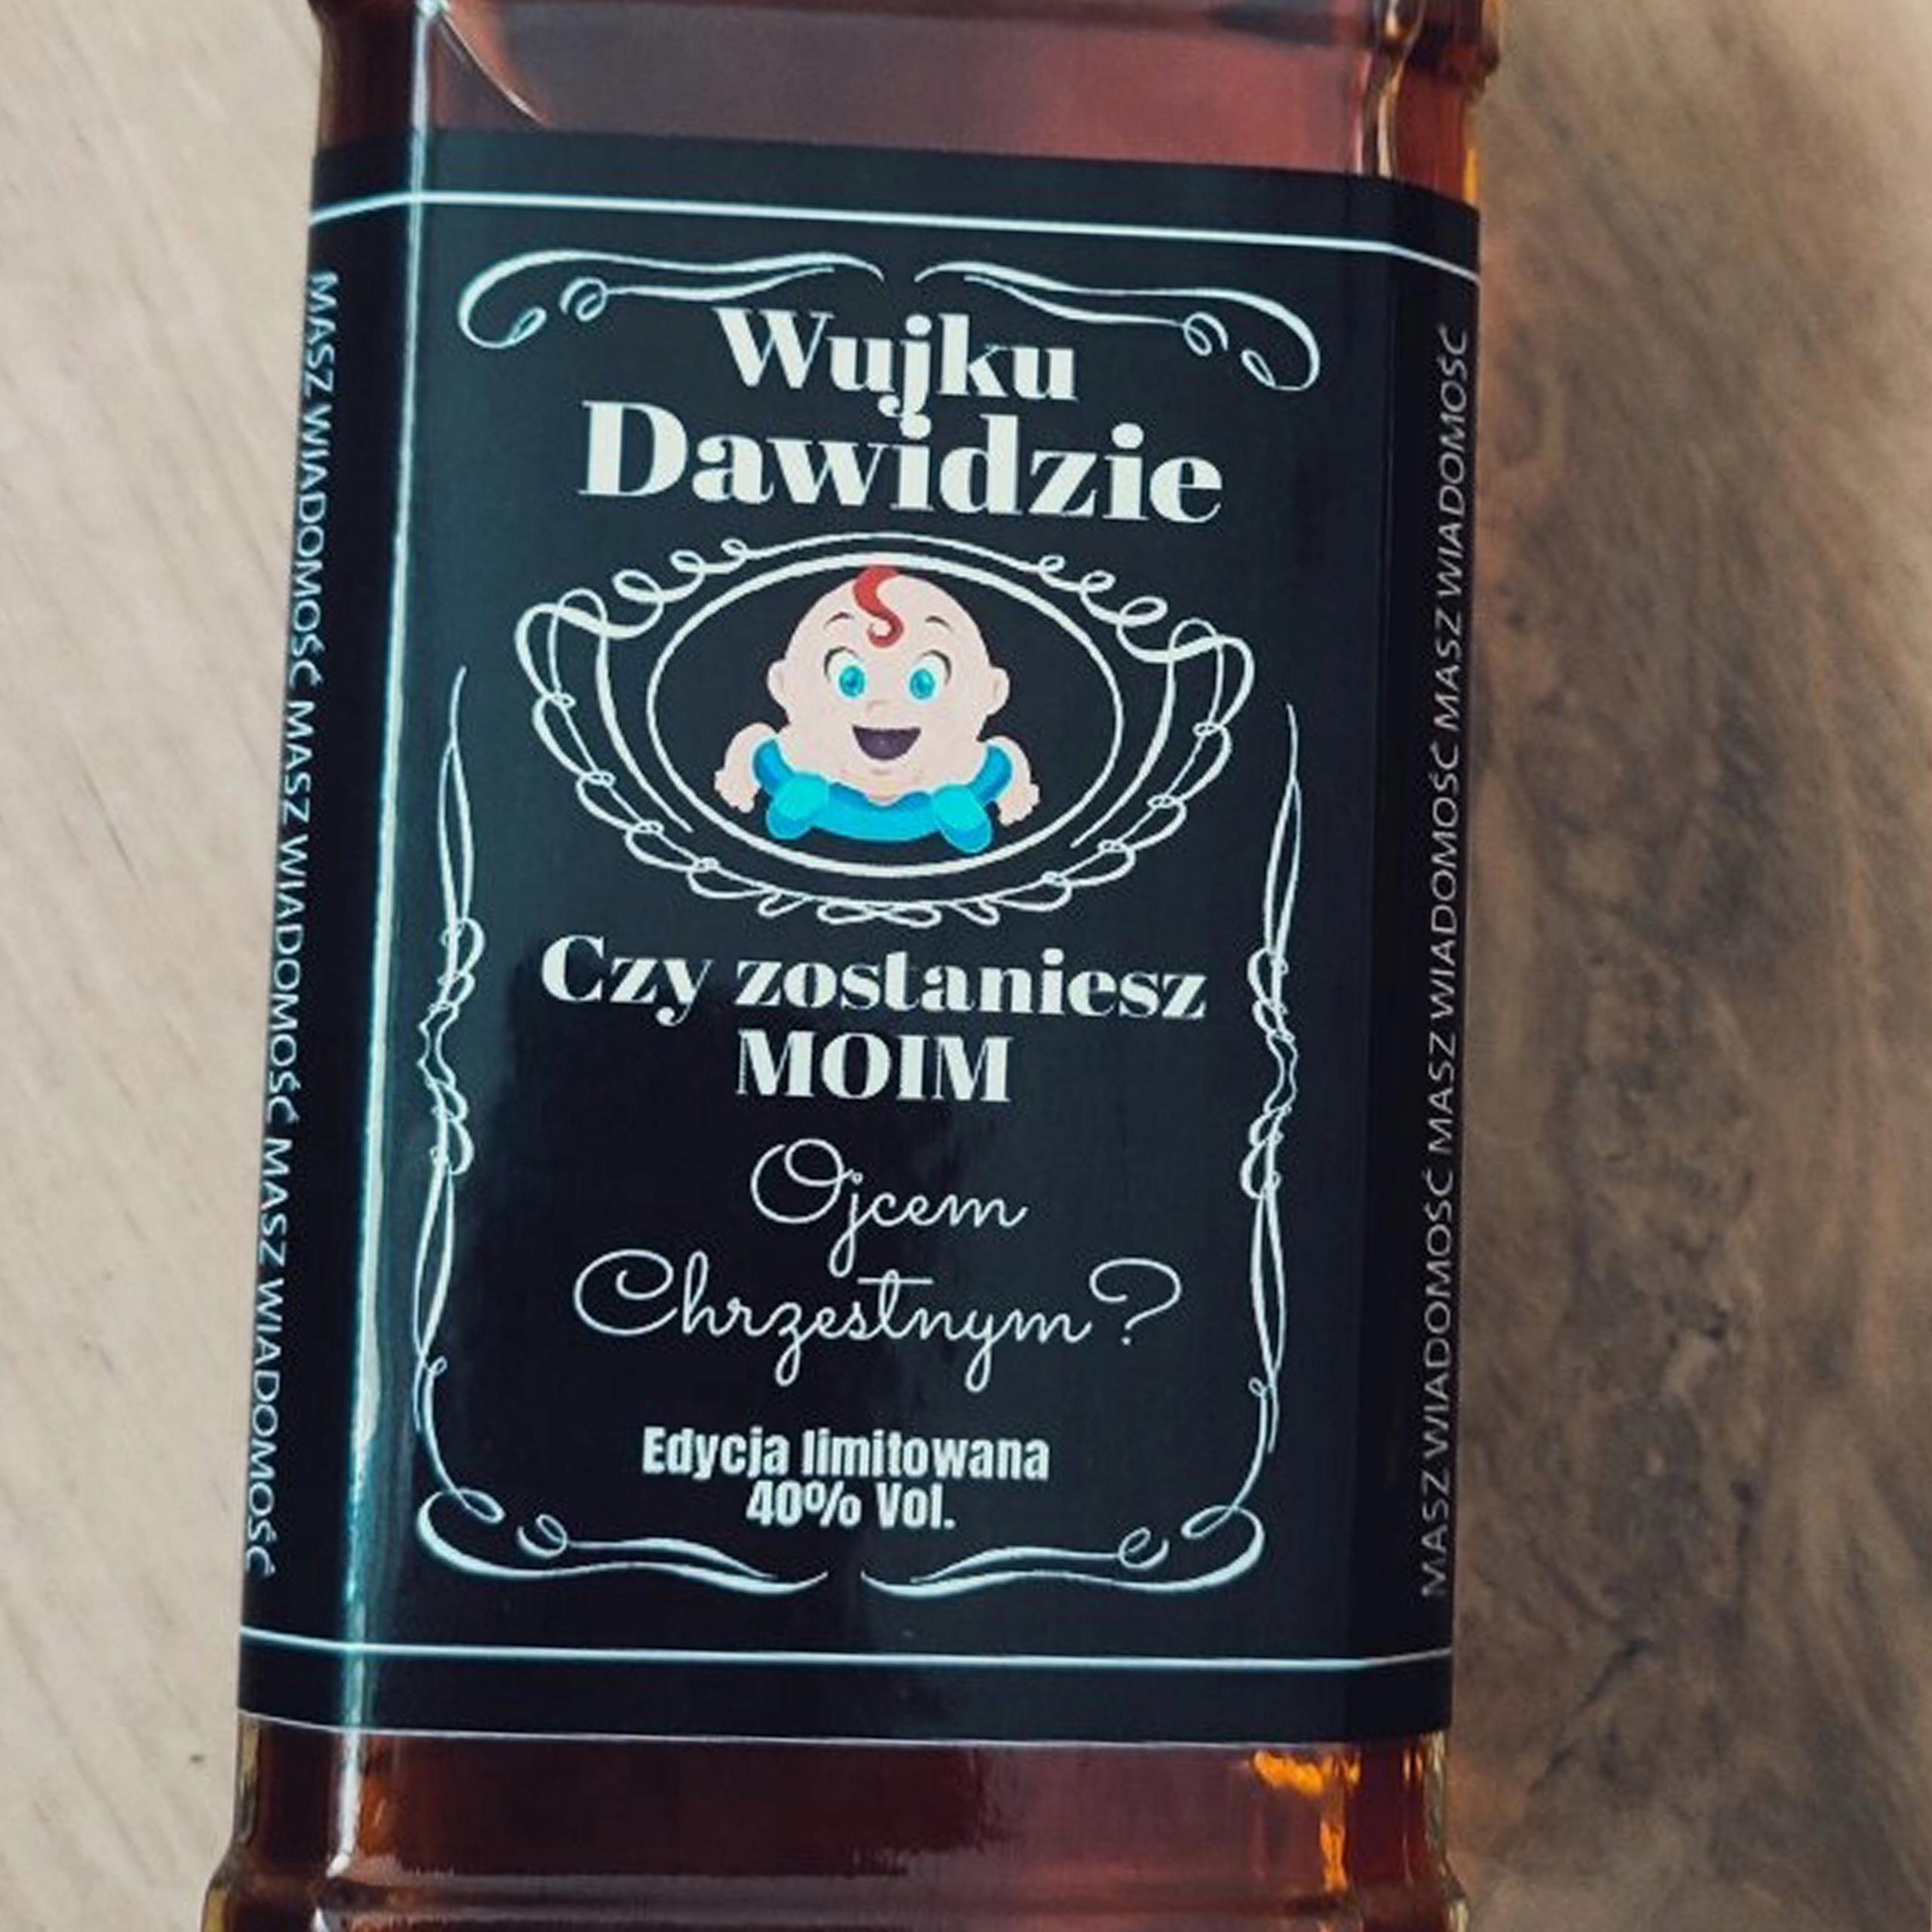 Wujku
Dawidzie
Czy zostaniesz
MOIM
Ojcem
Chrzestnym?
Edycja limitowana
40% Vol.
MASZ WIADOMOŚĆ MASZ WIADOMOŚĆ MASZ WIADOMOŚĆ
MASZ WIADOMOŚĆ MASZ WIADOMOŚĆ MASZ WIADOMOŚĆ